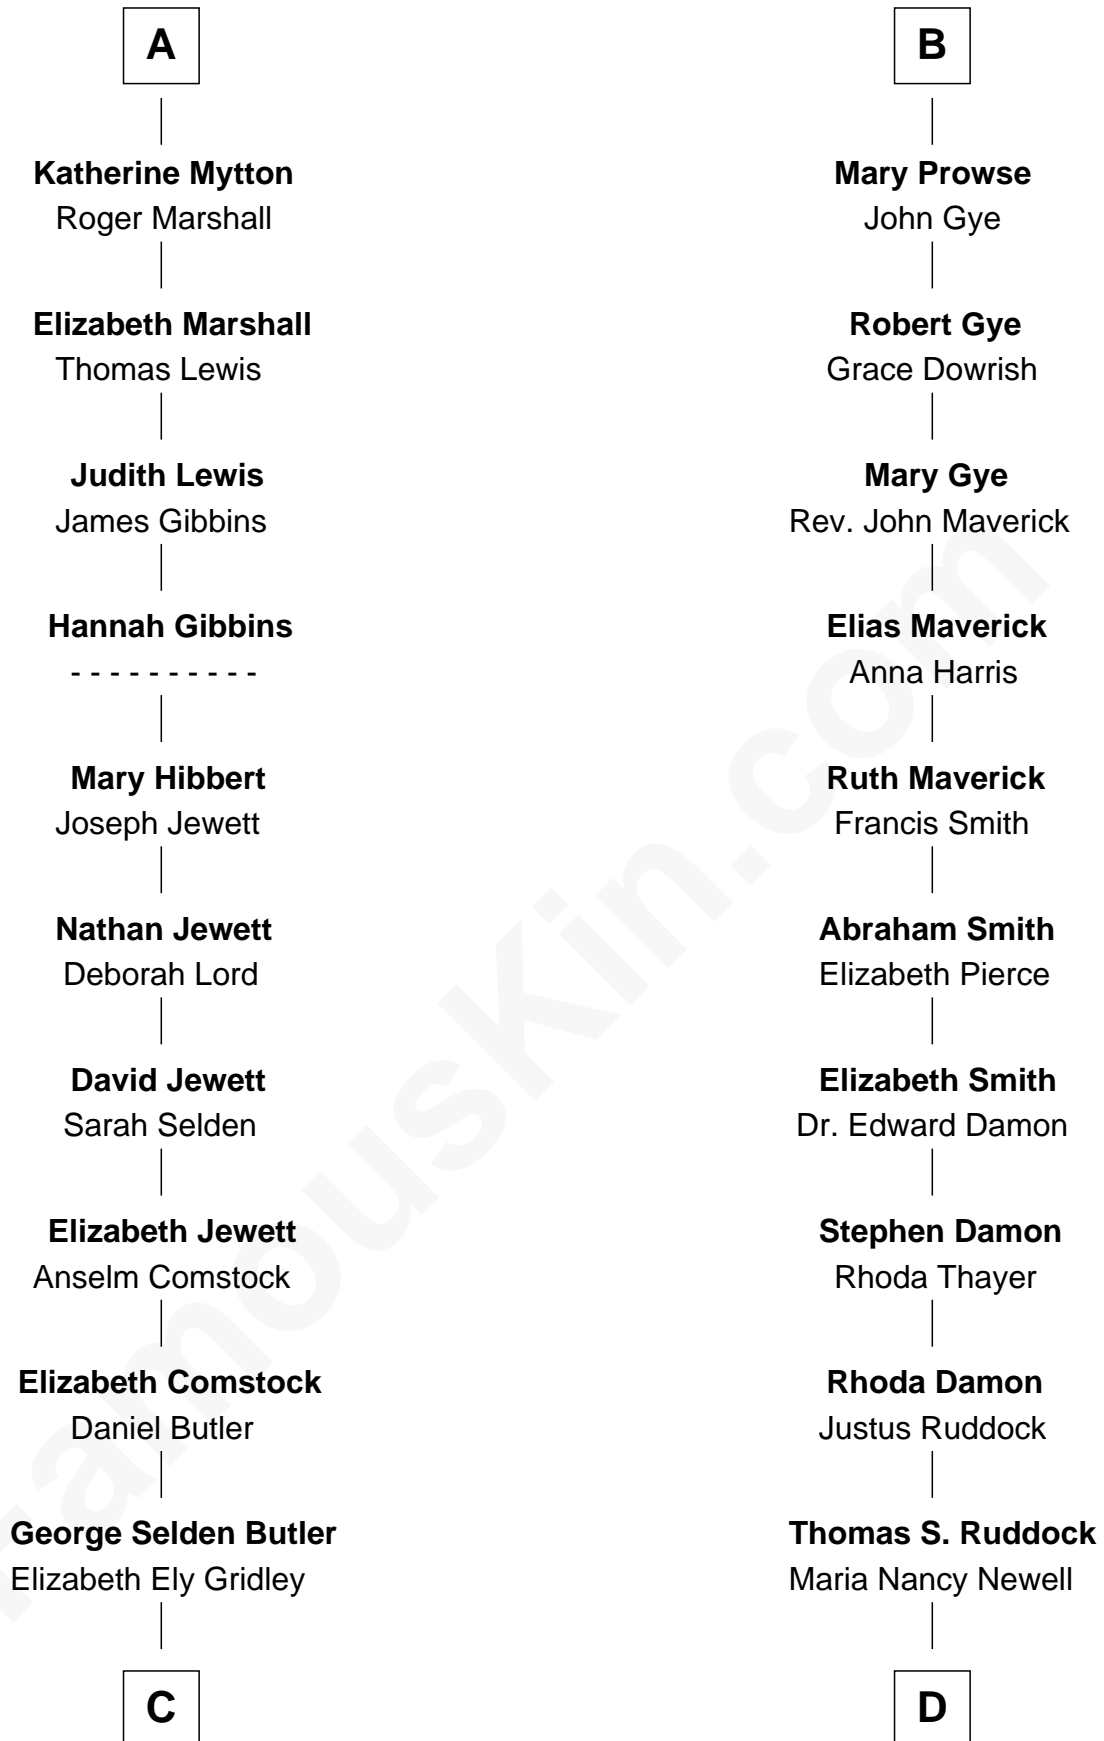 A
Katherine Mytton
Roger Marshall
Elizabeth Marshall
Thomas Lewis
Judith Lewis
James Gibbins
Hannah Gibbins
- - - - - - - - - -
Mary Hibbert
Joseph Jewett
Nathan Jewett
Deborah Lord
David Jewett
Sarah Selden
Elizabeth Jewett
Anselm Comstock
Elizabeth Comstock
Daniel Butler
George Selden Butler
Elizabeth Ely Gridley
C
B
Mary Prowse
John Gye
Robert Gye
Grace Dowrish
Mary Gye
Rev. John Maverick
Elias Maverick
Anna Harris
Ruth Maverick
Francis Smith
Abraham Smith
Elizabeth Pierce
Elizabeth Smith
Dr. Edward Damon
Stephen Damon
Rhoda Thayer
Rhoda Damon
Justus Ruddock
Thomas S. Ruddock
Maria Nancy Newell
D
FamousKin.com